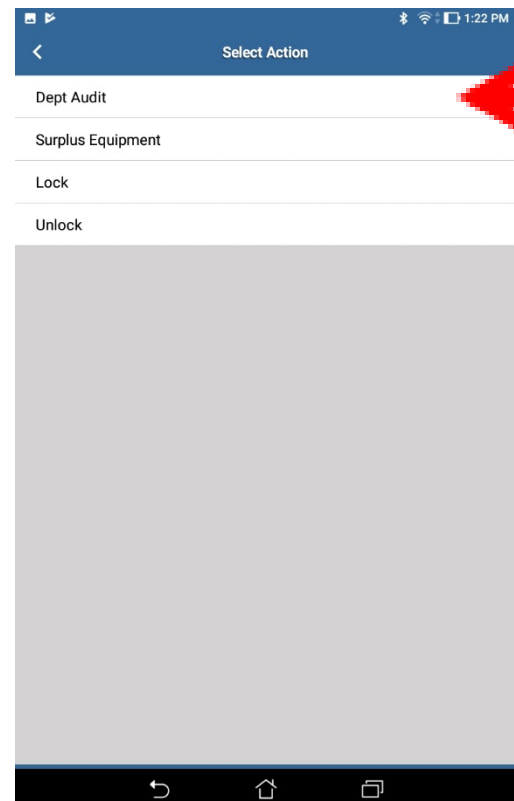 1:22 PM
Select Action
Dept Audit
Surplus Equipment
Lock
Unlock